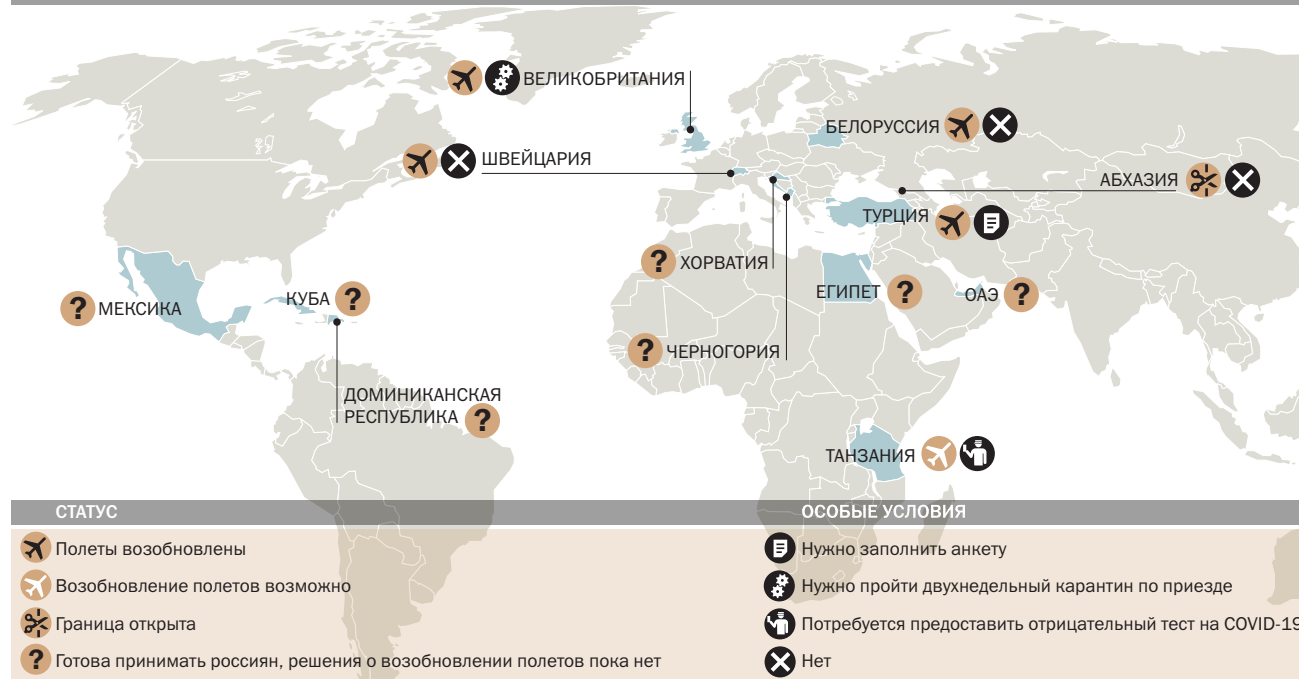 ВЕЛИКОБРИТАНИЯ
БЕЛОРУССИЯ
ШВЕЙЦАРИЯ
АБХАЗИЯ
ТУРЦИЯ
? ХОРВАТИЯ
ЕГИПЕТ ?
ОАЭ ?
? МЕКСИКА
КУБА ?
? ЧЕРНОГОРИЯ
ДОМИНИКАНСКАЯ
РЕСПУБЛИКА ?
ТАНЗАНИЯ
СТАТУС
Полеты возобновлены
Возобновление полетов возможно
Граница открыта
? Готова принимать россиян, решения о возобновлении полетов пока нет
ОСОБЫЕ УСЛОВИЯ
Нужно заполнить анкету
Нужно пройти двухнедельный карантин по приезде
Потребуется предоставить отрицательный тест на COVID-19
Нет